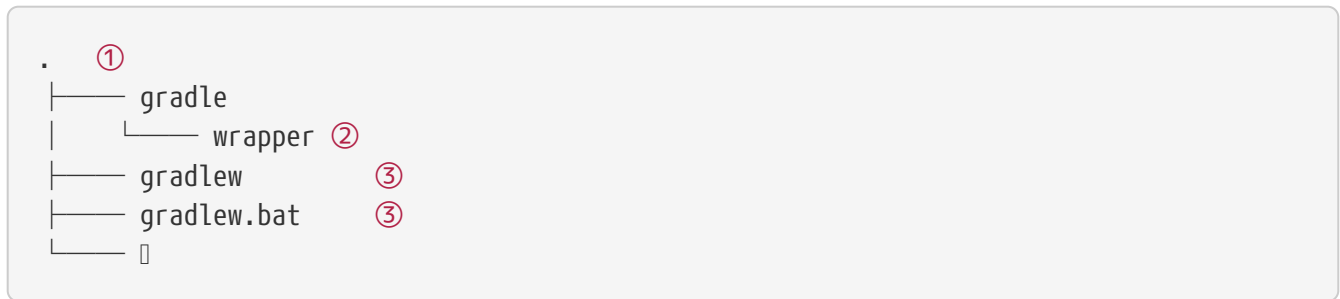 . ①
├── gradle
│   └── wrapper ②
├── gradlew ③
├── gradlew.bat ③
└──